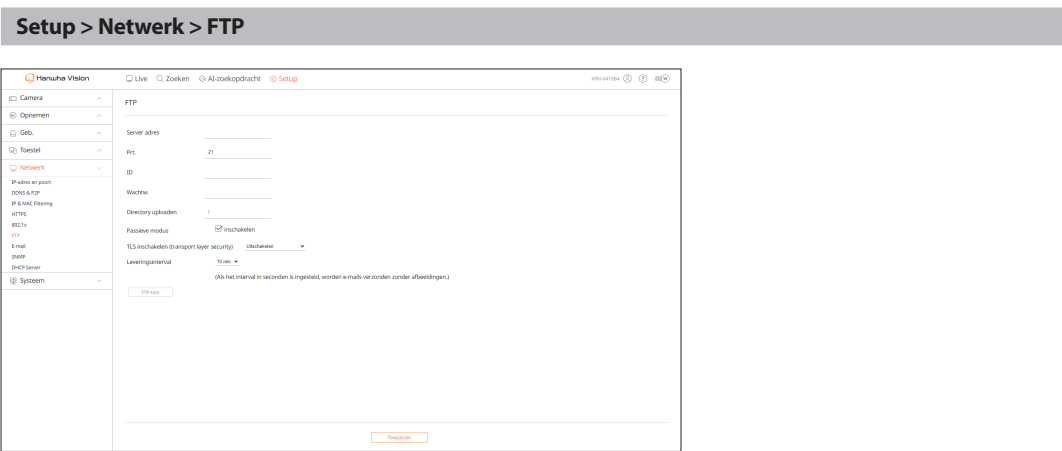 Setup > Netwerk > FTP
Hanwha Vision
Live Zoeken AI-zoekopdracht Setup
XRN-6410B4
W
Camera
Opnemen
Geb.
Toestel
Netwerk
IP-adres en poort
DDNS & P2P
IP & MAC Filtering
HTTPS
802.1x
FTP
E-mail
SNMP
DHCP Server
Systeem
FTP
Server adres
Prt. 21
ID
Wachtw.
Directory uploaden /
Passieve modus inschakelen
TLS inschakelen (transport layer security) Uitschakelen
Leveringsinterval 10 min
(Als het interval in seconden is ingesteld, worden e-mails verzonden zonder afbeeldingen.)
FTP-test
Toepassen